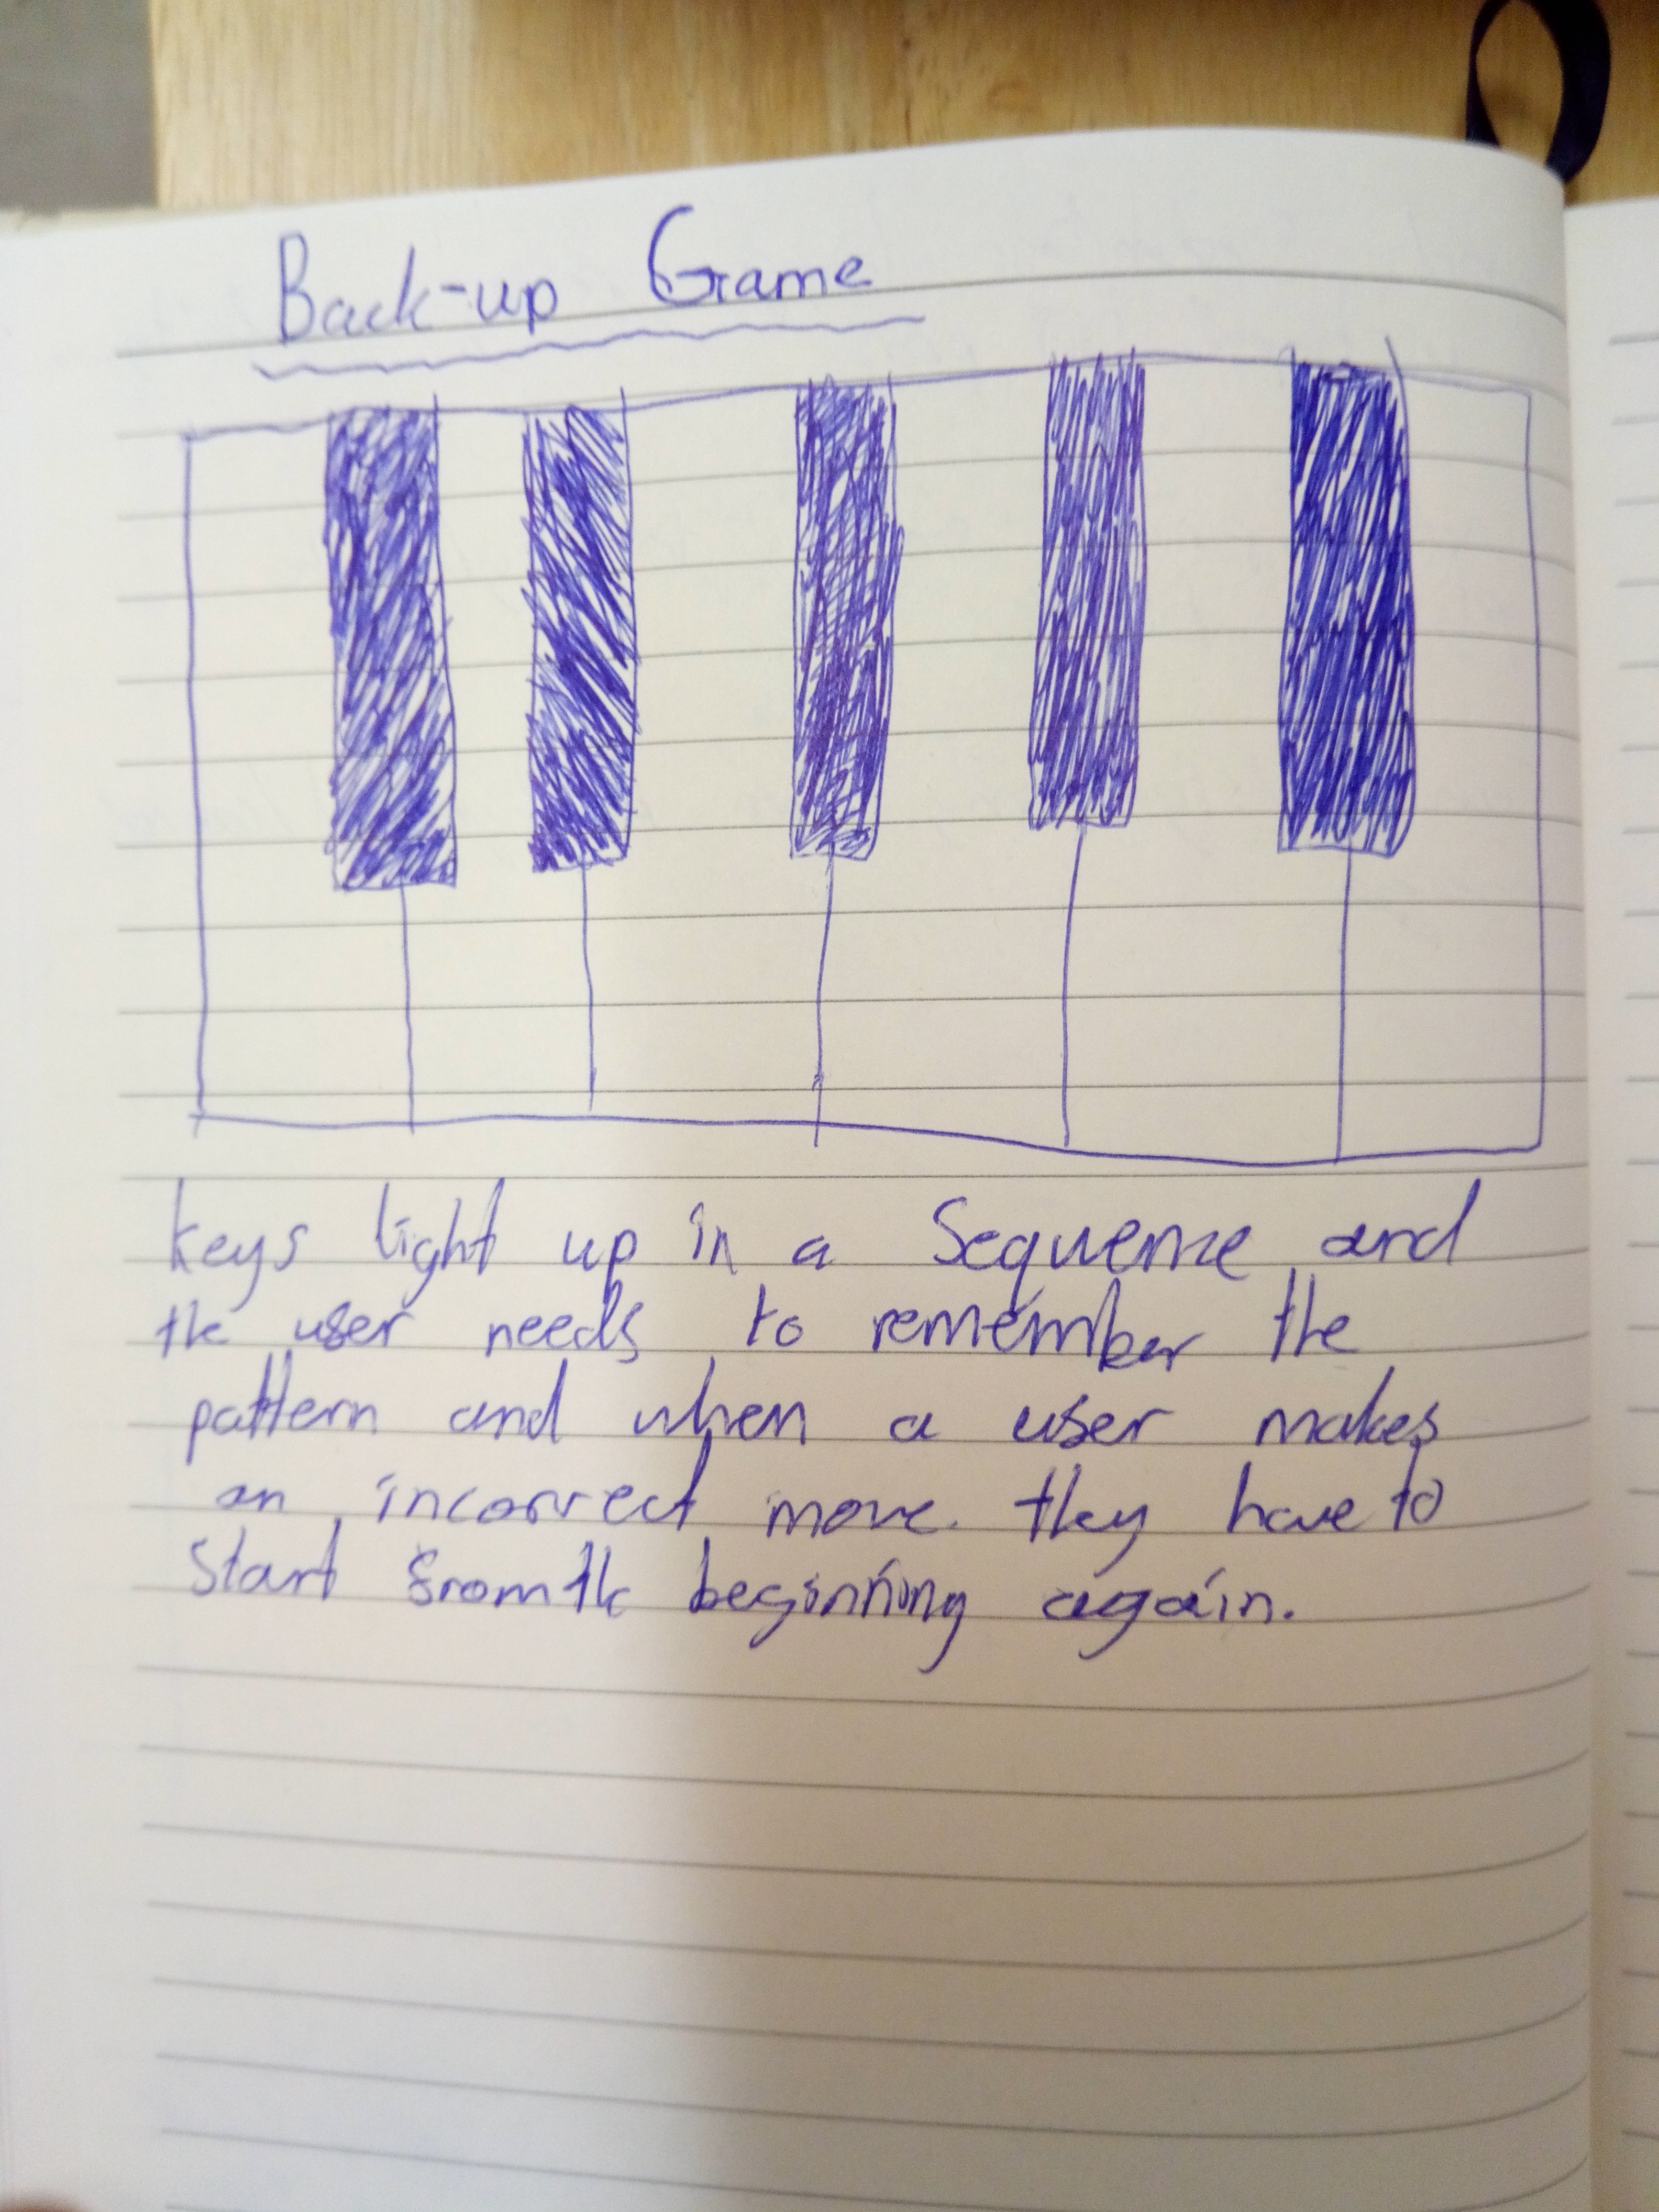 Back-up Game
keys light up in a Sequence and
the user needs to remember the
pattern and when a user makes
an incorrect move. they have to
Start from the beginning again.